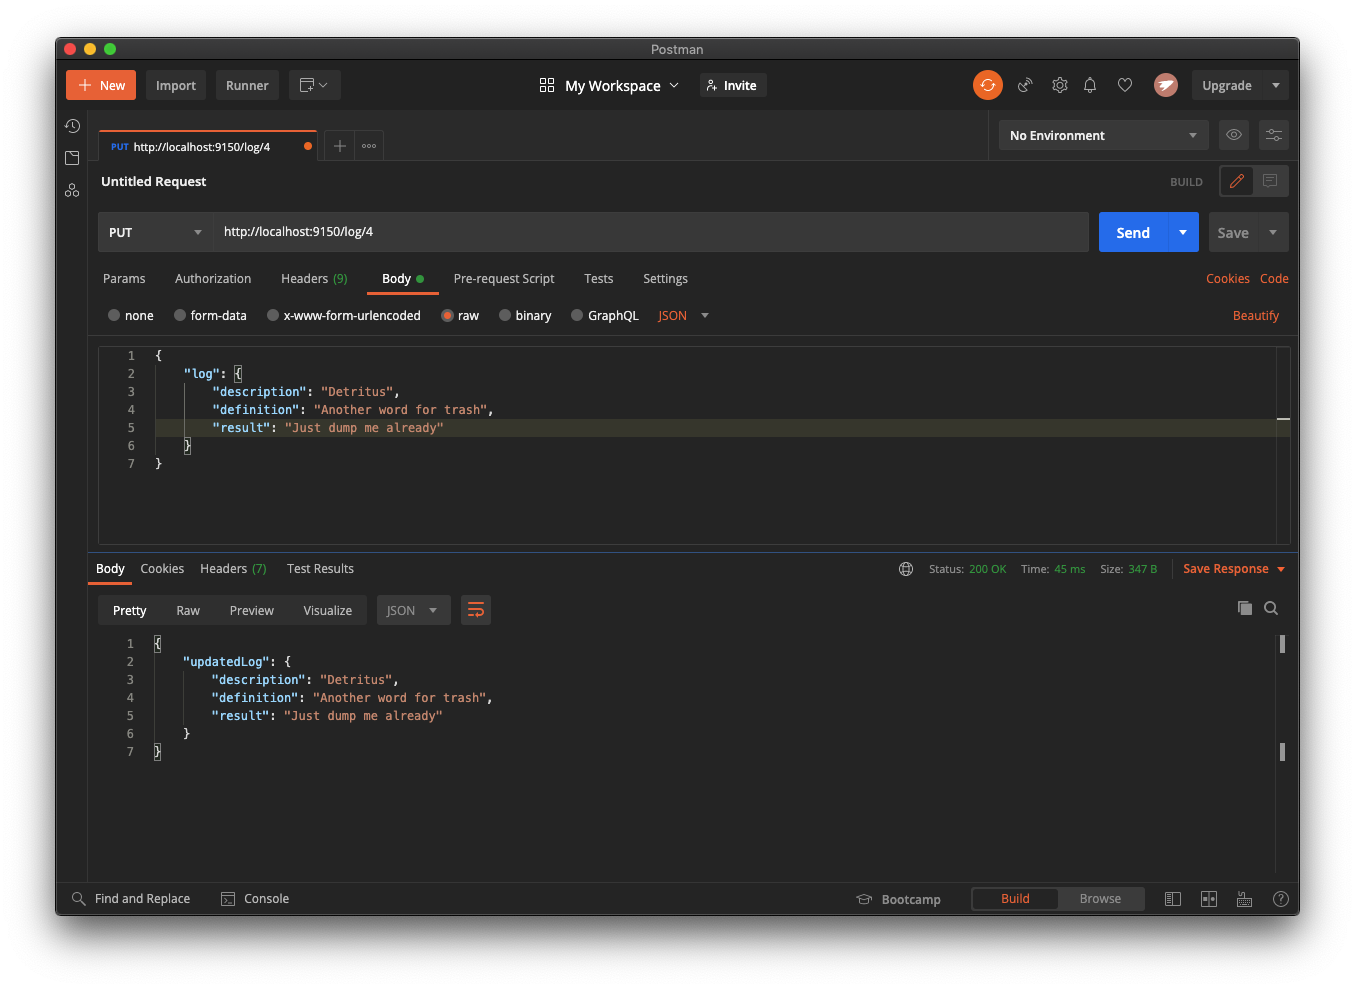 Postman
New Import Runner My Workspace Invite Upgrade
PUT http://localhost:9150/log/4 No Environment
Untitled Request BUILD
PUT http://localhost:9150/log/4 Send Save
Params Authorization Headers (9) Body Pre-request Script Tests Settings Cookies Code
none form-data x-www-form-urlencoded raw binary GraphQL JSON Beautify
1 {
2 "log": {
3 "description": "Detritus",
4 "definition": "Another word for trash",
5 "result": "Just dump me already"
6 }
7 }
Body Cookies Headers (7) Test Results Status: 200 OK Time: 45 ms Size: 347 B Save Response
Pretty Raw Preview Visualize JSON
1 {
2 "updatedLog": {
3 "description": "Detritus",
4 "definition": "Another word for trash",
5 "result": "Just dump me already"
6 }
7 }
Find and Replace Console Bootcamp Build Browse